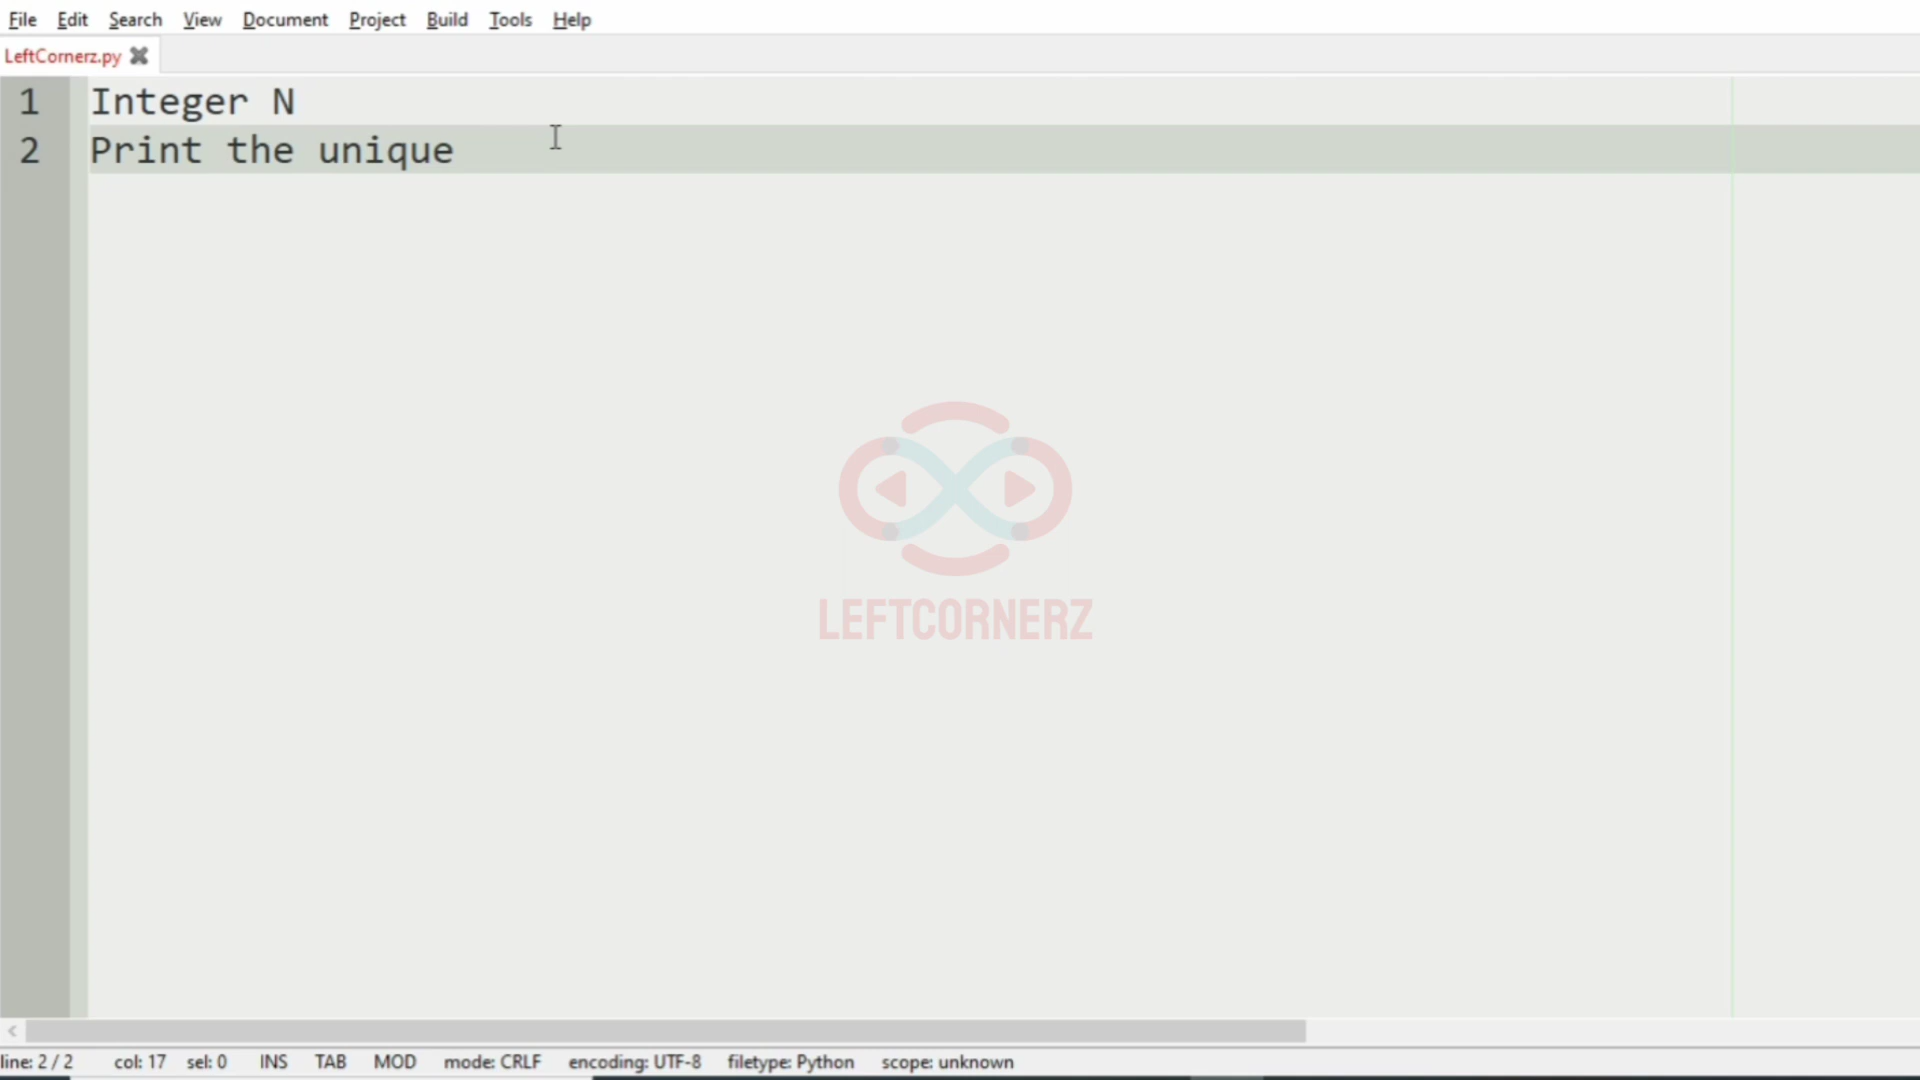 File Edit Search View Document Project Build Tools Help
LeftCornerz.py
1 Integer N
2 Print the unique
LEFTCORNERZ
line: 2 / 2 col: 17 sel: 0 INS TAB MOD mode: CRLF encoding: UTF-8 filetype: Python scope: unknown